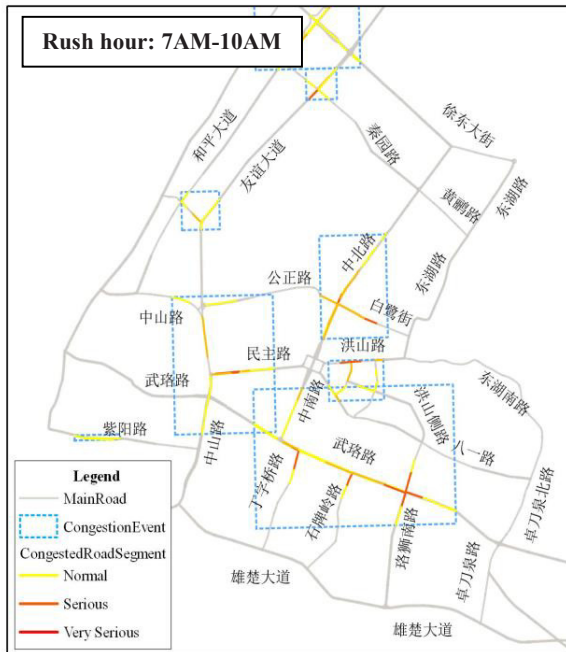 Rush hour: 7AM-10AM
徐东大街
和平大道
秦园路
友谊大道
黄鹂路
东湖路
中北路
东湖路
公正路
白鹭街
中山路
洪山路
民主路
东湖南路
武珞路
中南路
洪山侧路
紫阳路
中山路
武珞路
八一路
丁字桥路
石牌岭路
珞狮南路
卓刀泉北路
卓刀泉路
雄楚大道
雄楚大道
Legend
MainRoad
CongestionEvent
CongestedRoadSegment
Normal
Serious
Very Serious